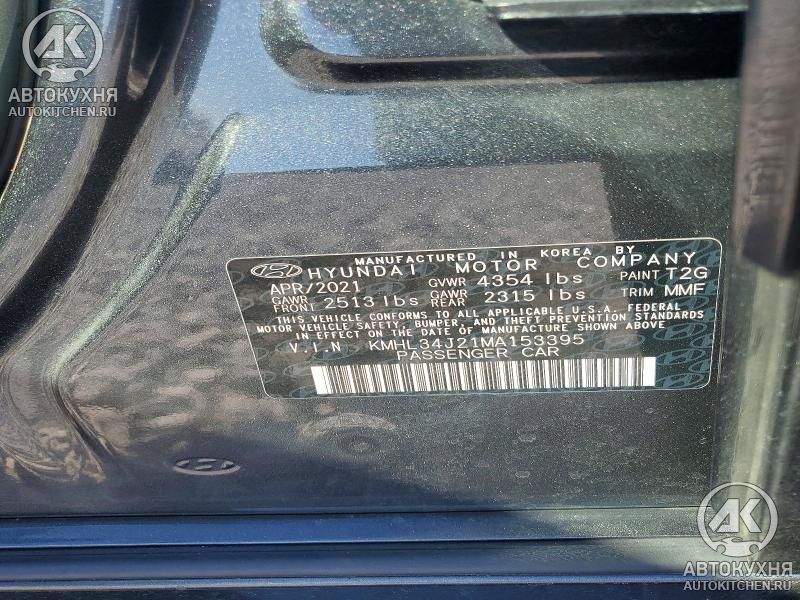 АВТОКУХНЯ
AUTOKITCHEN.RU
MANUFACTURED IN KOREA BY
HYUNDAI MOTOR COMPANY
APR/2021 GVWR 4354 lbs PAINT T2G
GAWR FRONT 2513 lbs GAWR REAR 2315 lbs TRIM MMF
THIS VEHICLE CONFORMS TO ALL APPLICABLE U.S.A. FEDERAL
MOTOR VEHICLE SAFETY, BUMPER, AND THEFT PREVENTION STANDARDS
IN EFFECT ON THE DATE OF MANUFACTURE SHOWN ABOVE
V.I.N KMHL34J21MA153395
PASSENGER CAR
АК
АВТОКУХНЯ
AUTOKITCHEN.RU
АК